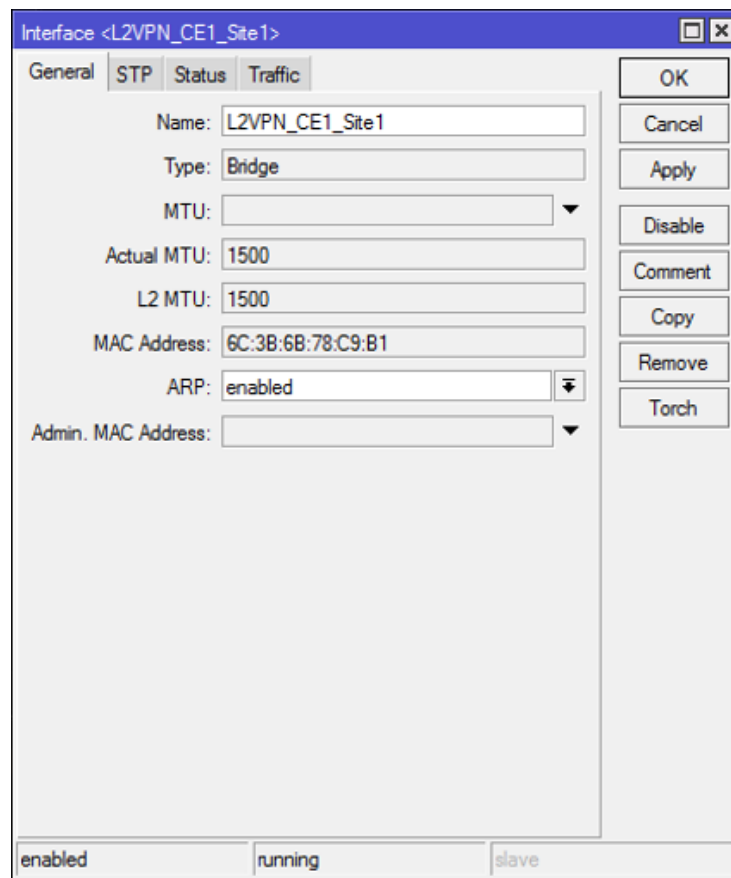 Interface <L2VPN_CE1_Site1>
General STP Status Traffic
OK
Name: L2VPN_CE1_Site1
Cancel
Type: Bridge
Apply
MTU:
Disable
Actual MTU: 1500
Comment
L2 MTU: 1500
Copy
MAC Address: 6C:3B:6B:78:C9:B1
Remove
ARP: enabled
Torch
Admin. MAC Address:
enabled running slave